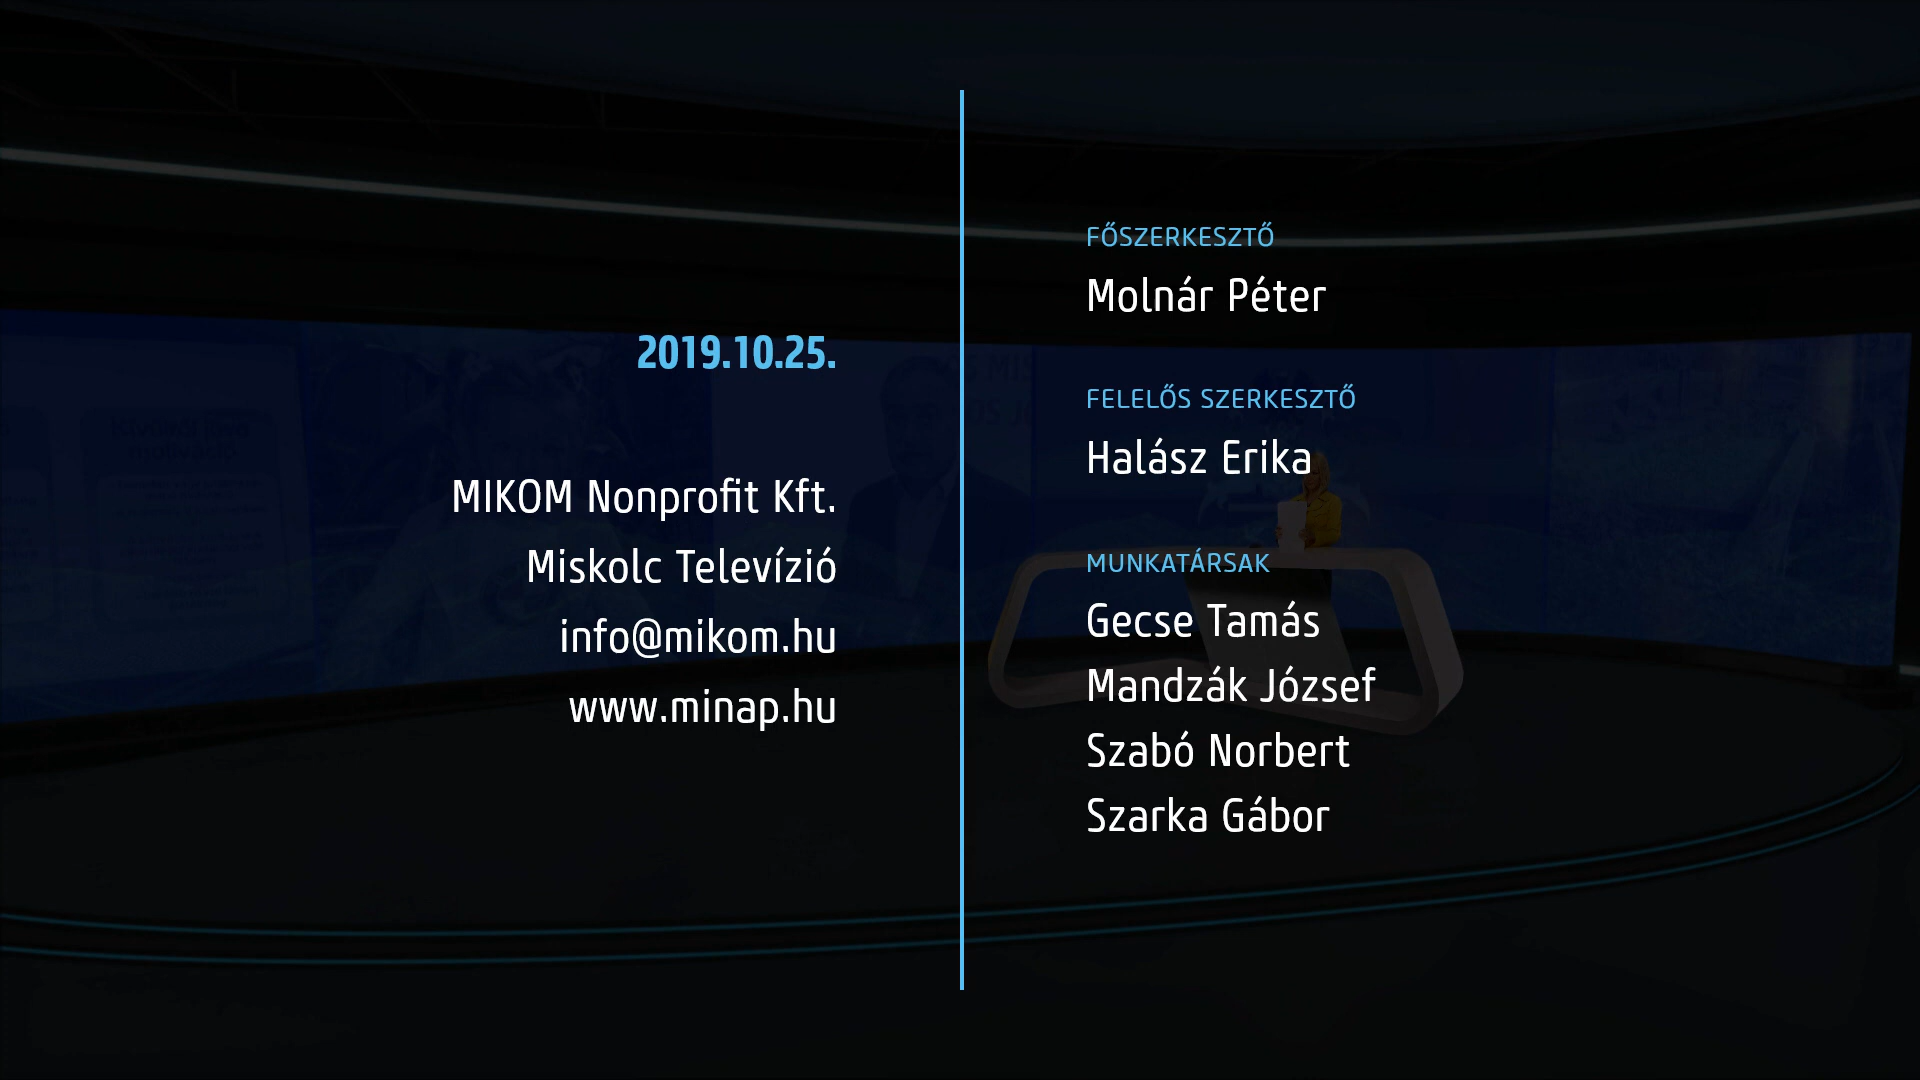 2019.10.25.
MIKOM Nonprofit Kft.
Miskolc Televízió
info@mikom.hu
www.minap.hu
FŐSZERKESZTŐ
Molnár Péter
FELELŐS SZERKESZTŐ
Halász Erika
MUNKATÁRSAK
Gecse Tamás
Mandzák József
Szabó Norbert
Szarka Gábor